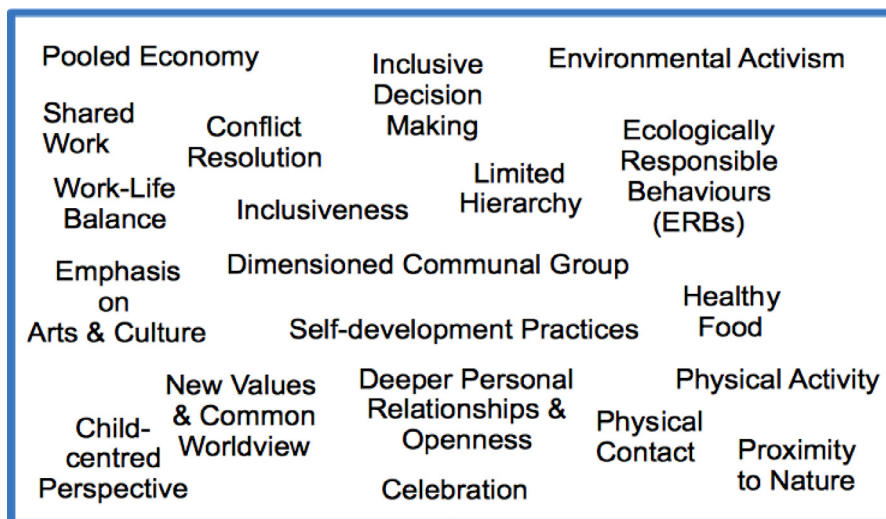 Pooled Economy
Inclusive
Decision
Making
Environmental Activism
Shared
Work
Conflict
Resolution
Ecologically
Responsible
Behaviours
(ERBs)
Work-Life
Balance
Inclusiveness
Limited
Hierarchy
Emphasis
on
Arts & Culture
Dimensioned Communal Group
Healthy
Food
Self-development Practices
New Values
& Common
Worldview
Deeper Personal
Relationships &
Openness
Physical Activity
Child-
centred
Perspective
Physical
Contact
Proximity
to Nature
Celebration